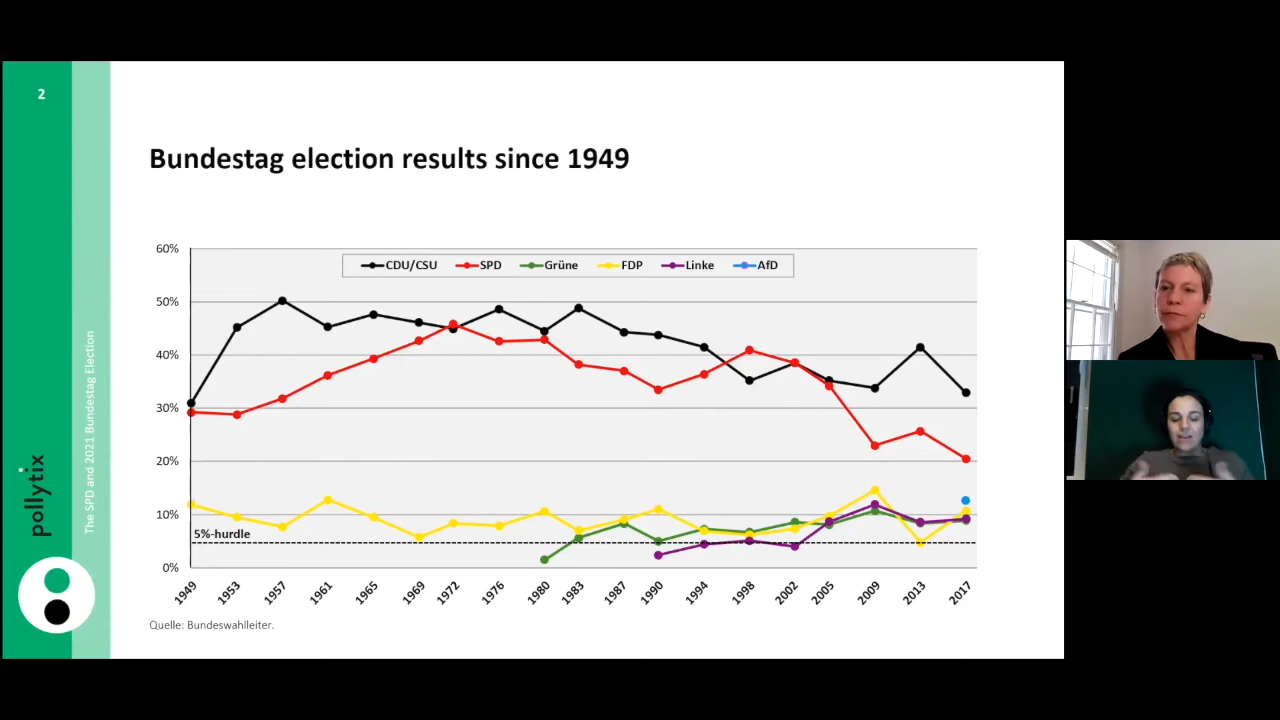 2
Bundestag election results since 1949
60%
CDU/CSU SPD Grüne FDP Linke AfD
50%
40%
30%
20%
10%
5%-hurdle
0%
1949 1953 1957 1961 1965 1969 1972 1976 1980 1983 1987 1990 1994 1998 2002 2005 2009 2013 2017
Quelle: Bundeswahlleiter.
The SPD and 2021 Bundestag Election
pollytix